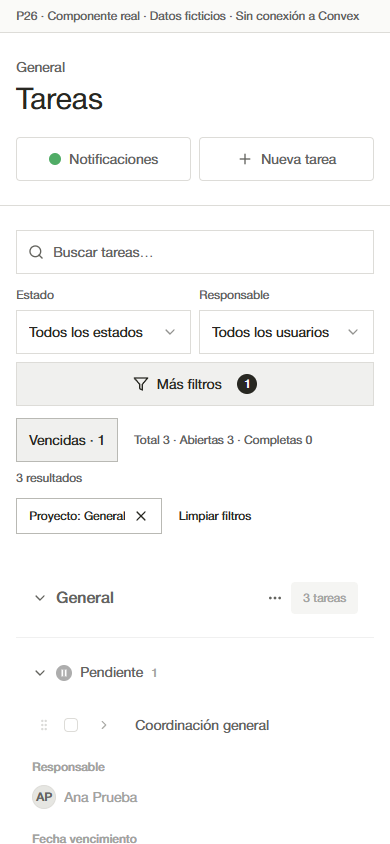 P26 · Componente real · Datos ficticios · Sin conexión a Convex
General
Tareas
Notificaciones
Nueva tarea
Buscar tareas…
Estado
Responsable
Todos los estados
Todos los usuarios
Más filtros 1
Vencidas · 1
Total 3 · Abiertas 3 · Completas 0
3 resultados
Proyecto: General
Limpiar filtros
General
3 tareas
Pendiente 1
Coordinación general
Responsable
AP Ana Prueba
Fecha vencimiento